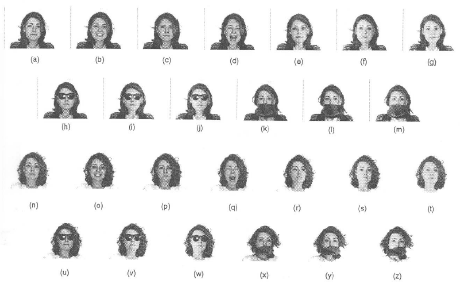 (a) (b) (c) (d) (e) (f) (g)
(h) (i) (j) (k) (l) (m)
(n) (o) (p) (q) (r) (s) (t)
(u) (v) (w) (x) (y) (z)